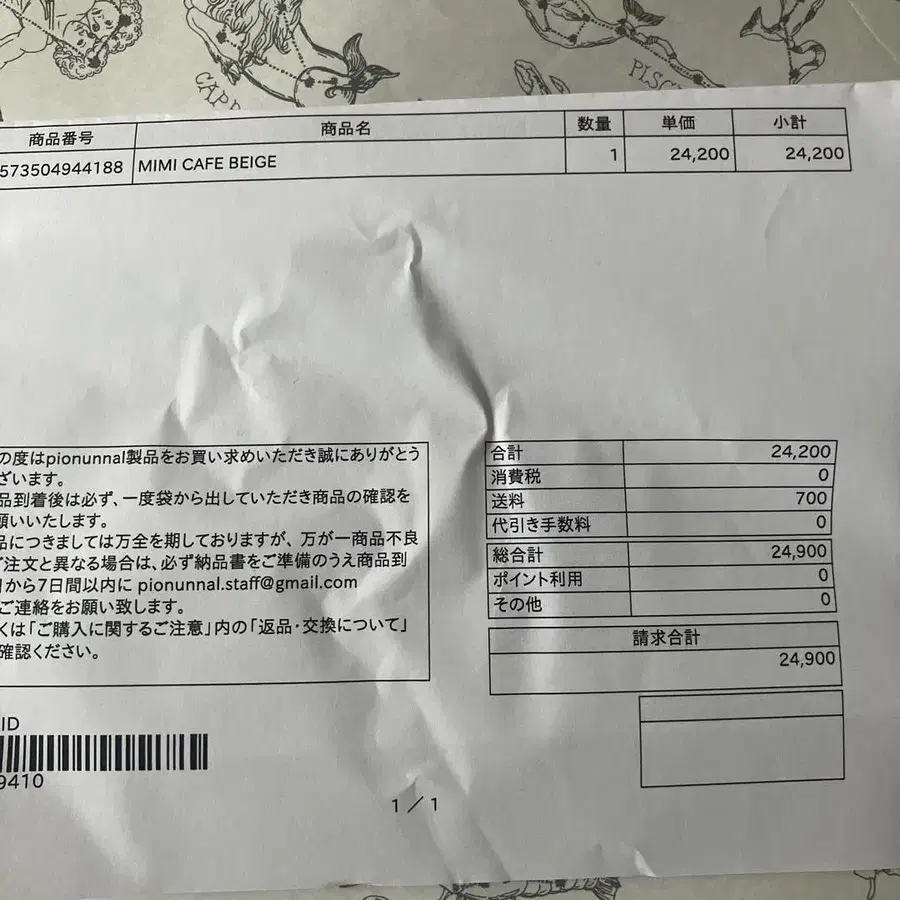 CAPR
PISC
商品番号 商品名 数量 単価 小計
573504944188 MIMI CAFE BEIGE 1 24,200 24,200
の度はpionunnal製品をお買い求めいただき誠にありがとう
ざいます。
品到着後は必ず、一度袋から出していただき商品の確認を
願いいたします。
品につきましては万全を期しておりますが、万が一商品不良
ご注文と異なる場合は、必ず納品書をご準備のうえ商品到
日から7日間以内に pionunnal.staff@gmail.com
ご連絡をお願い致します。
くは「ご購入に関するご注意」内の「返品・交換について」
確認ください。
合計 24,200
消費税 0
送料 700
代引き手数料 0
総合計 24,900
ポイント利用 0
その他 0
請求合計
24,900
ID
9410
1／1